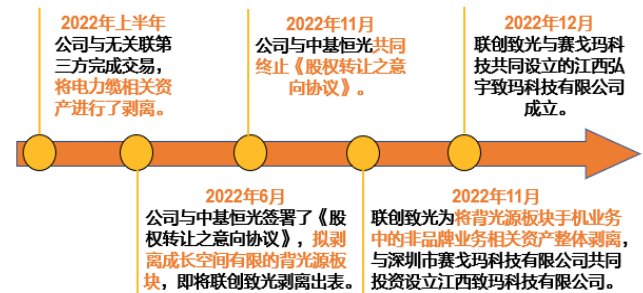 2022年上半年
公司与无关联第
三方完成交易，
将电力缆相关资
产进行了剥离。
2022年6月
公司与中基恒光签署了《股
权转让之意向协议》，拟剥
离成长空间有限的背光源板
块，即将联创致光剥离出表。
2022年11月
公司与中基恒光共同
终止《股权转让之意
向协议》。
2022年11月
联创致光为将背光源板块手机业务
中的非品牌业务相关资产整体剥离，
与深圳市赛戈玛科技有限公司共同
投资设立江西致玛科技有限公司。
2022年12月
联创致光与赛戈玛科
技共同设立的江西弘
宇致玛科技有限公司
成立。